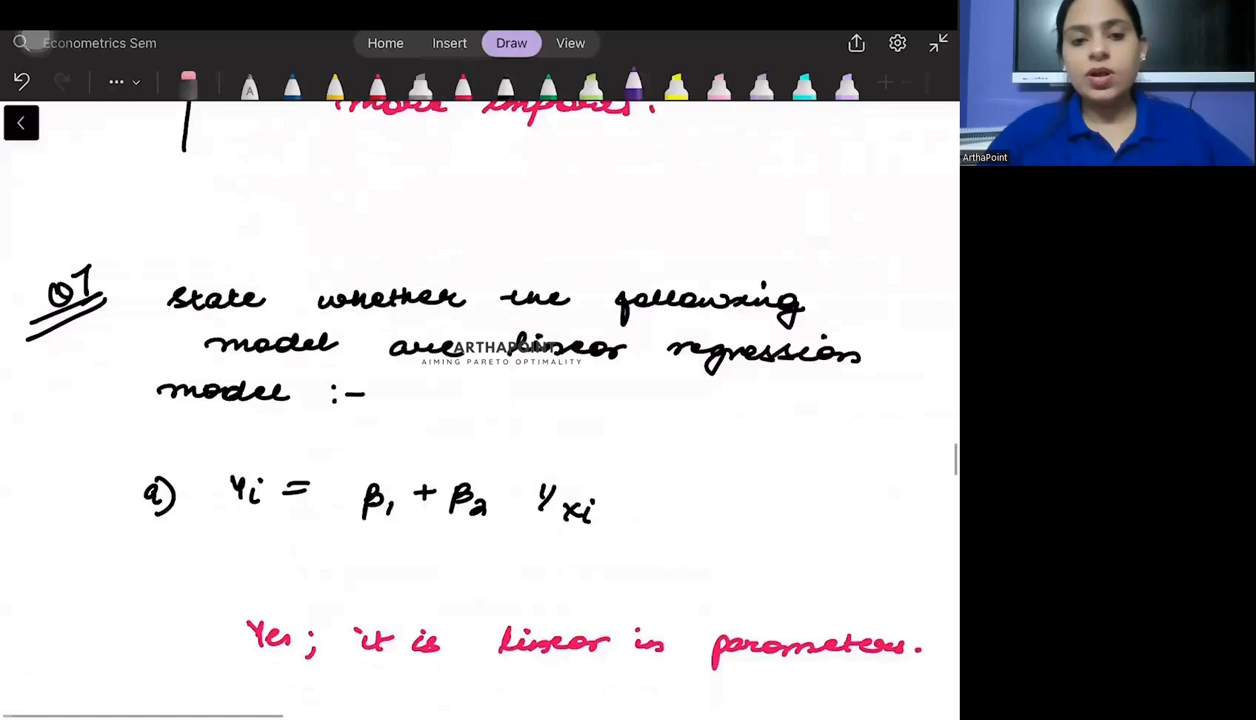 Econometrics Sem
Home Insert Draw View
ArthaPoint
Q7 State whether the following
model are linear regression
model :-
ARTHAPOINT
AIMING PARETO OPTIMALITY
a) Yi = β1 + β2 1/Xi
Yes; it is linear in parameters.